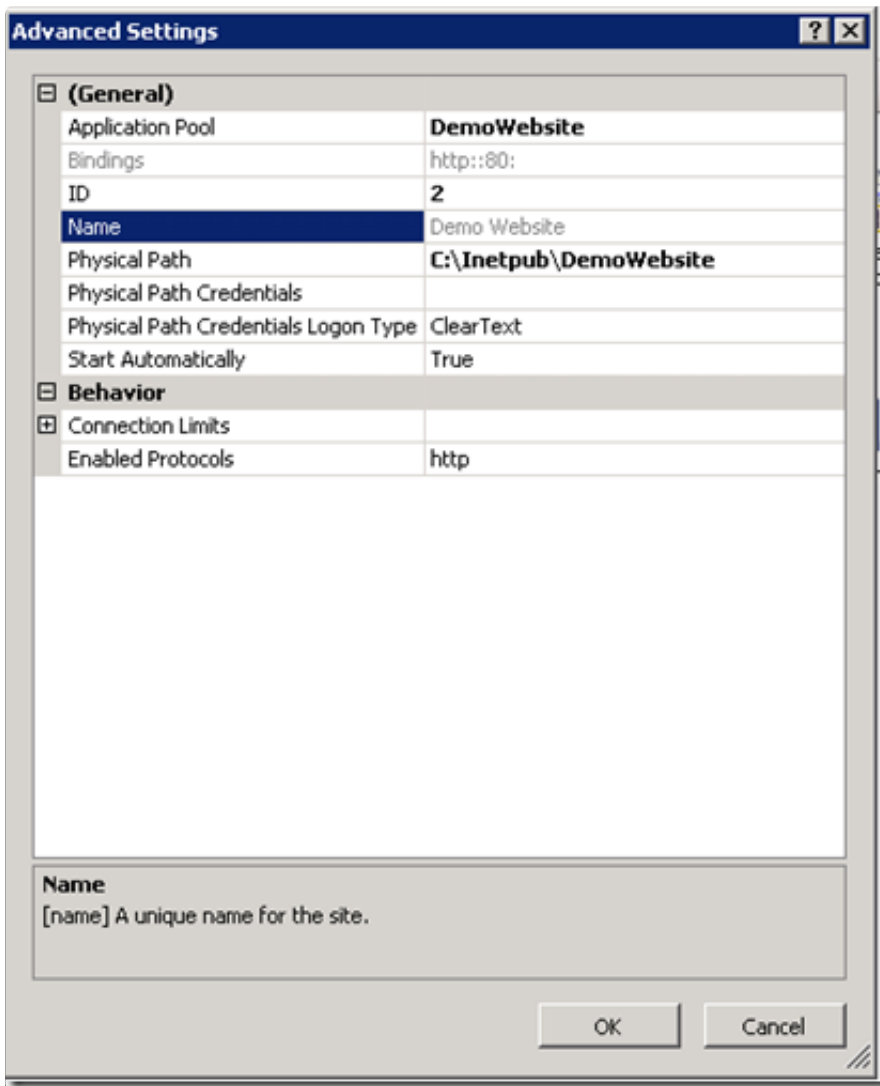 Advanced Settings
(General)
Application Pool DemoWebsite
Bindings http::80:
ID 2
Name Demo Website
Physical Path C:\Inetpub\DemoWebsite
Physical Path Credentials
Physical Path Credentials Logon Type ClearText
Start Automatically True
Behavior
Connection Limits
Enabled Protocols http
Name
[name] A unique name for the site.
OK Cancel